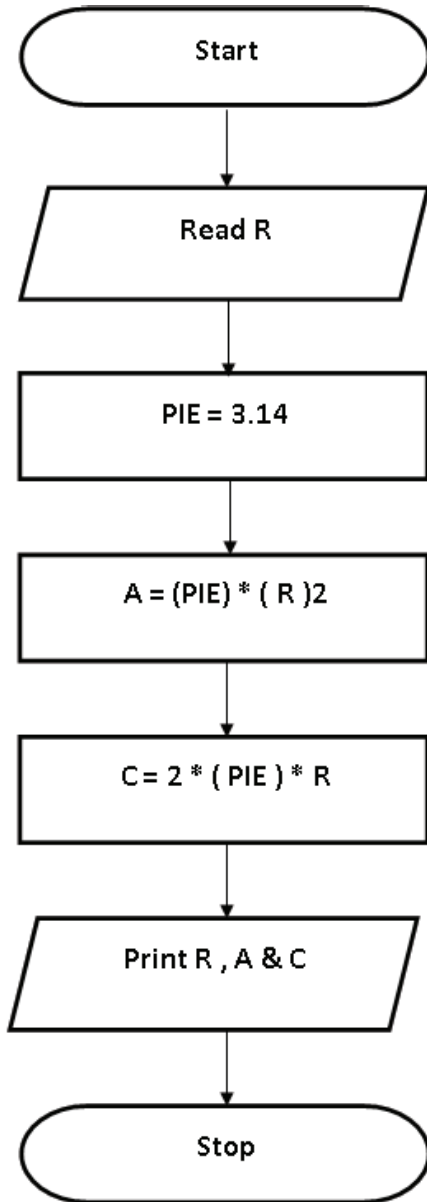 Start
Read R
PIE = 3.14
A = (PIE) * ( R )2
C = 2 * ( PIE ) * R
Print R , A & C
Stop